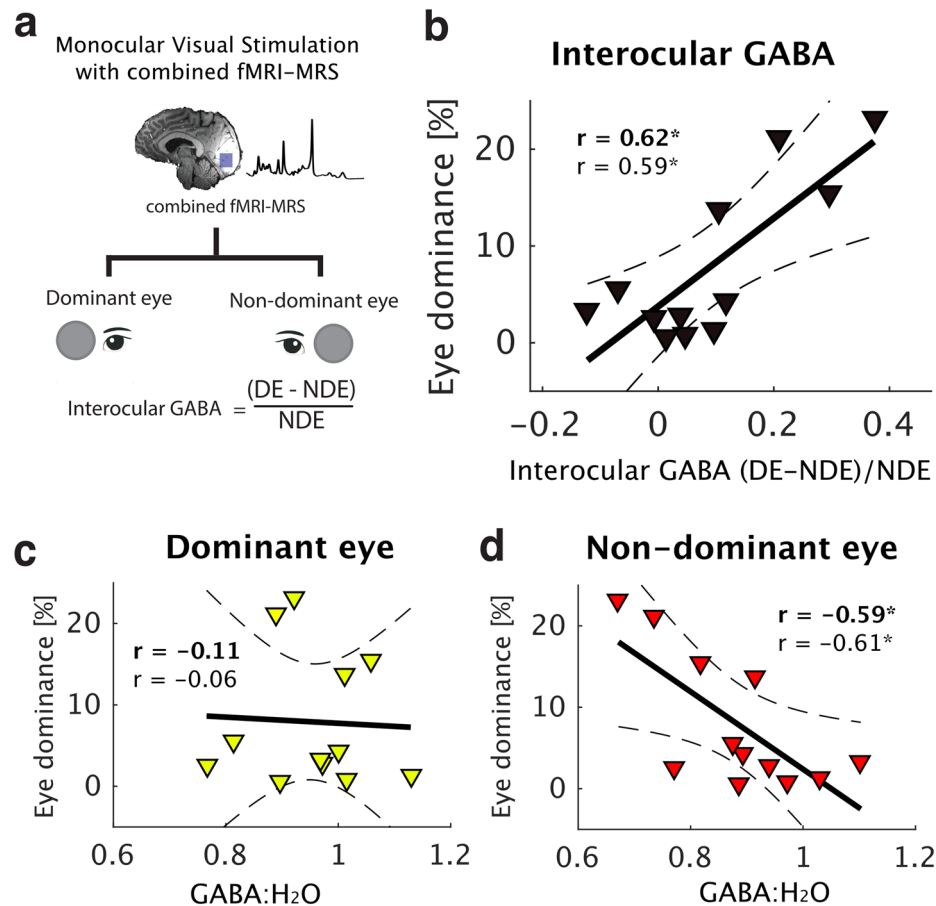 a
Monocular Visual Stimulation
with combined fMRI-MRS
combined fMRI-MRS
Dominant eye
Non-dominant eye
Interocular GABA = (DE - NDE)
NDE
b
Interocular GABA
Eye dominance [%]
20
10
0
r = 0.62*
r = 0.59*
-0.2 0 0.2 0.4
Interocular GABA (DE-NDE)/NDE
c
Dominant eye
Eye dominance [%]
20
10
0
r = -0.11
r = -0.06
0.6 0.8 1 1.2
GABA:H2O
d
Non-dominant eye
Eye dominance [%]
20
10
0
r = -0.59*
r = -0.61*
0.6 0.8 1 1.2
GABA:H2O